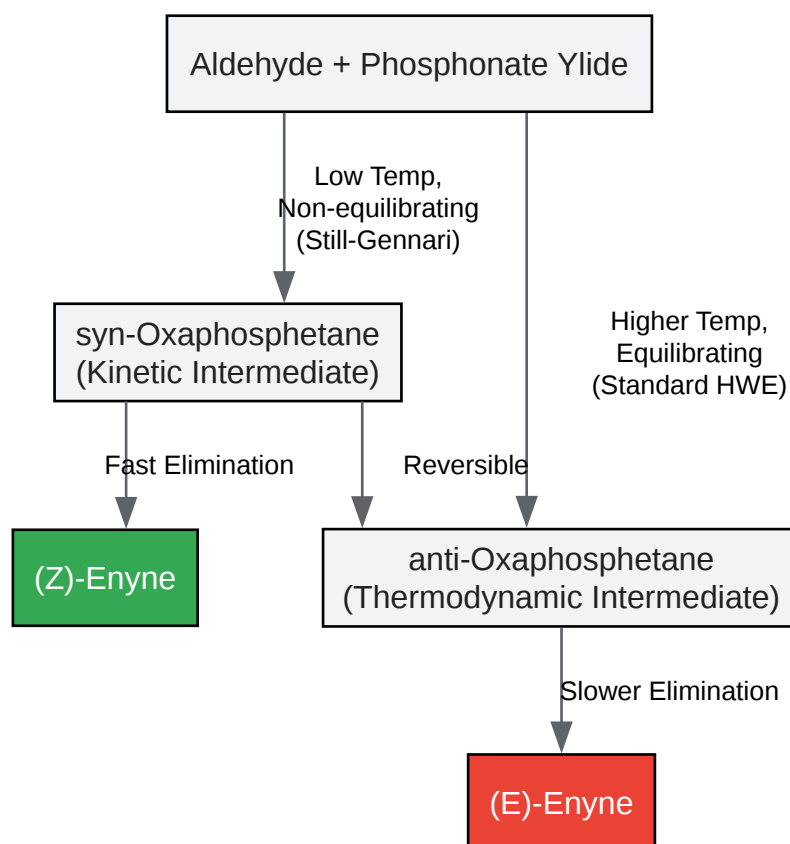 Aldehyde + Phosphonate Ylide
Low Temp,
Non-equilibrating
(Still-Gennari)
Higher Temp,
Equilibrating
(Standard HWE)
syn-Oxaphosphetane
(Kinetic Intermediate)
Fast Elimination
Reversible
(Z)-Enyne
anti-Oxaphosphetane
(Thermodynamic Intermediate)
Slower Elimination
(E)-Enyne